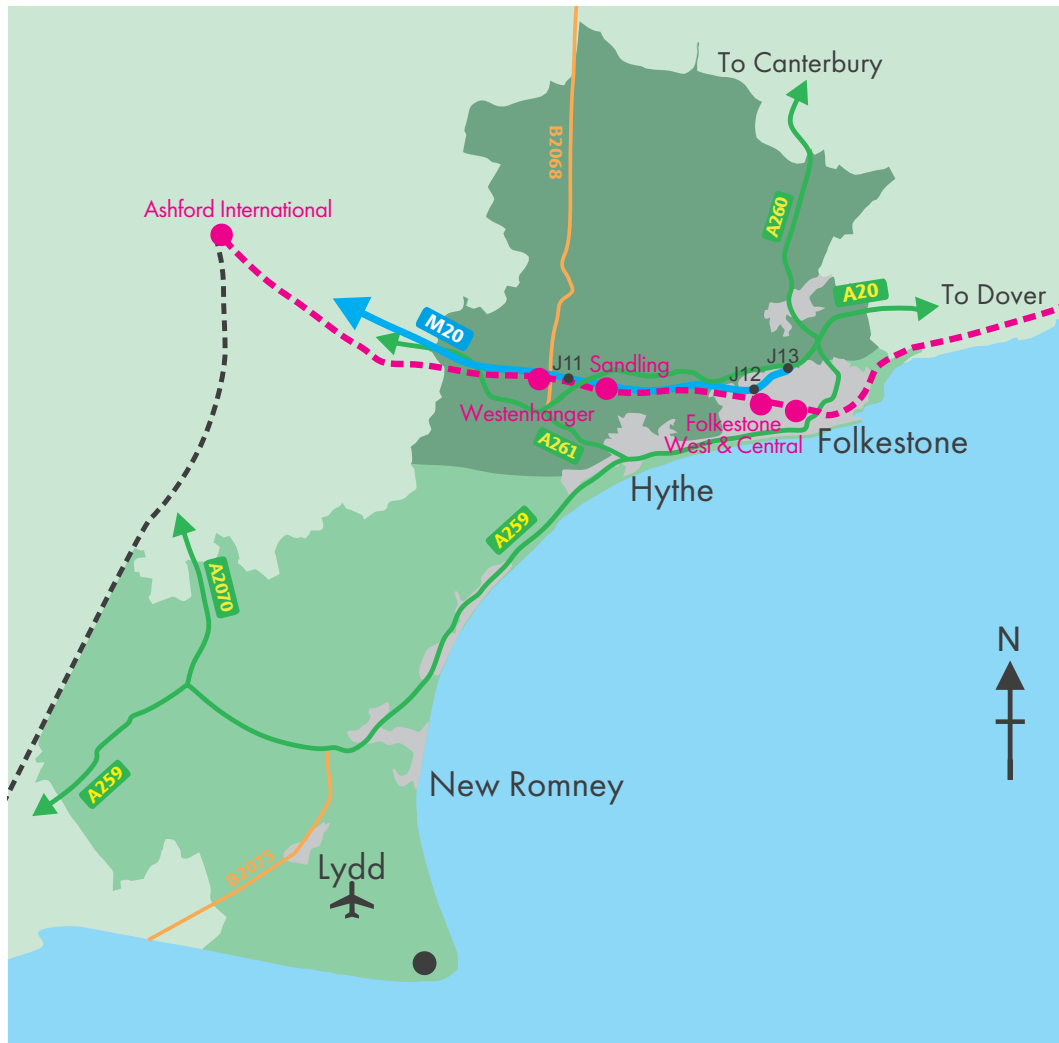 To Canterbury
B2068
Ashford International
A260
A20
To Dover
M20
J11
Sandling
J13
J12
Westenhanger
Folkestone
West & Central
Folkestone
A261
Hythe
A259
A2070
N
A259
New Romney
B2075
Lydd